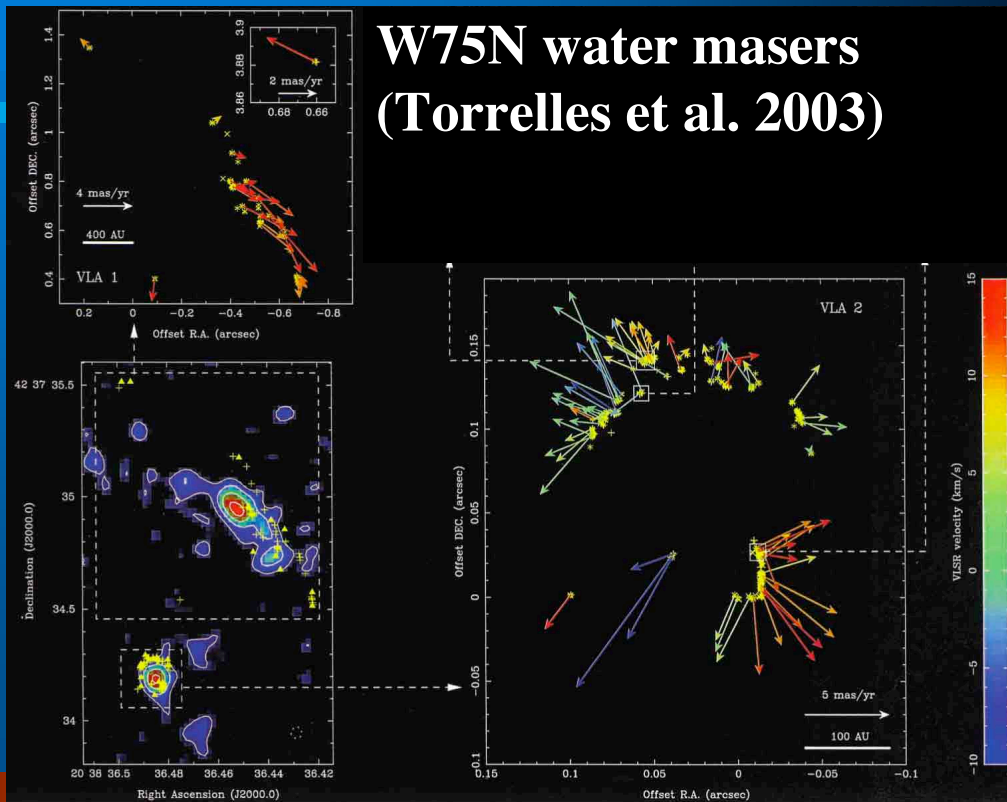 W75N water masers
(Torrelles et al. 2003)
1.4
1.2
1
0.8
0.6
0.4
Offset DEC. (arcsec)
3.9
3.88
3.86
2 mas/yr
0.68
0.66
4 mas/yr
400 AU
VLA 1
0.2
0
-0.2
-0.4
-0.6
-0.8
Offset R.A. (arcsec)
42 37 35.5
35
34.5
34
Declination (J2000.0)
20 38 36.5
36.48
36.46
36.44
36.42
Right Ascension (J2000.0)
VLA 2
0.15
0.1
0.05
0
-0.05
-0.1
Offset DEC. (arcsec)
5 mas/yr
100 AU
0.15
0.1
0.05
0
-0.05
-0.1
Offset R.A. (arcsec)
15
10
5
0
-5
-10
VLSR velocity (km/s)